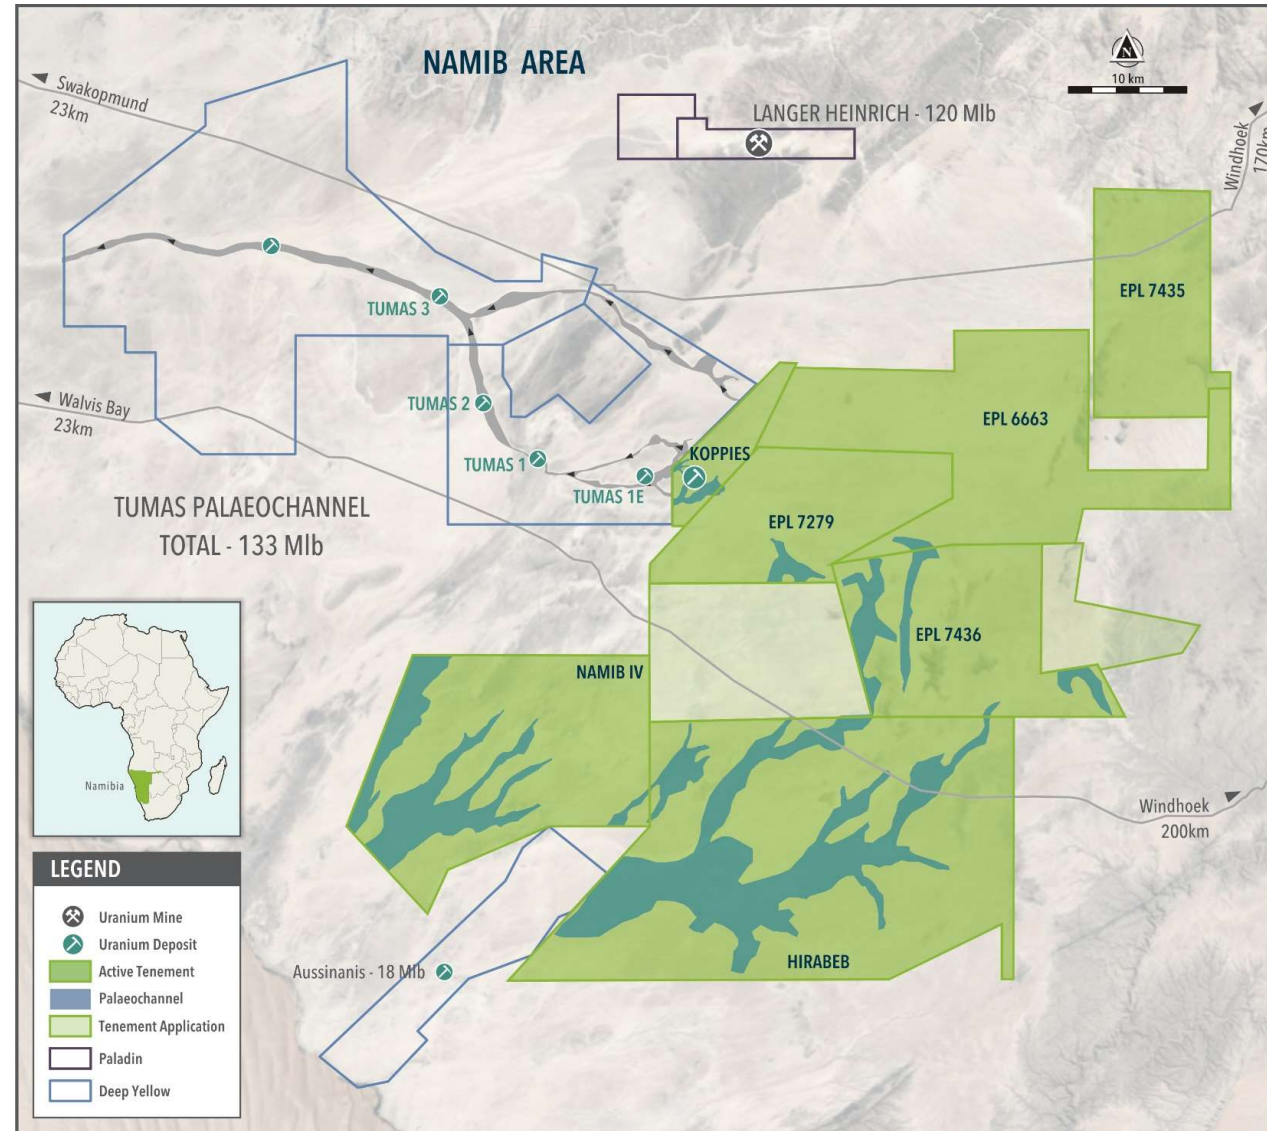 NAMIB AREA
N
10 km
Swakopmund
23km
LANGER HEINRICH - 120 Mlb
Windhoek
170km
EPL 7435
TUMAS 3
Walvis Bay
23km
TUMAS 2
EPL 6663
KOPPIES
TUMAS 1
TUMAS 1E
TUMAS PALAEOCHANNEL
TOTAL - 133 Mlb
EPL 7279
EPL 7436
NAMIB IV
Namibia
Windhoek
200km
LEGEND
Uranium Mine
Uranium Deposit
Active Tenement
Palaeochannel
Tenement Application
Paladin
Deep Yellow
Aussinanis - 18 Mlb
HIRABEB